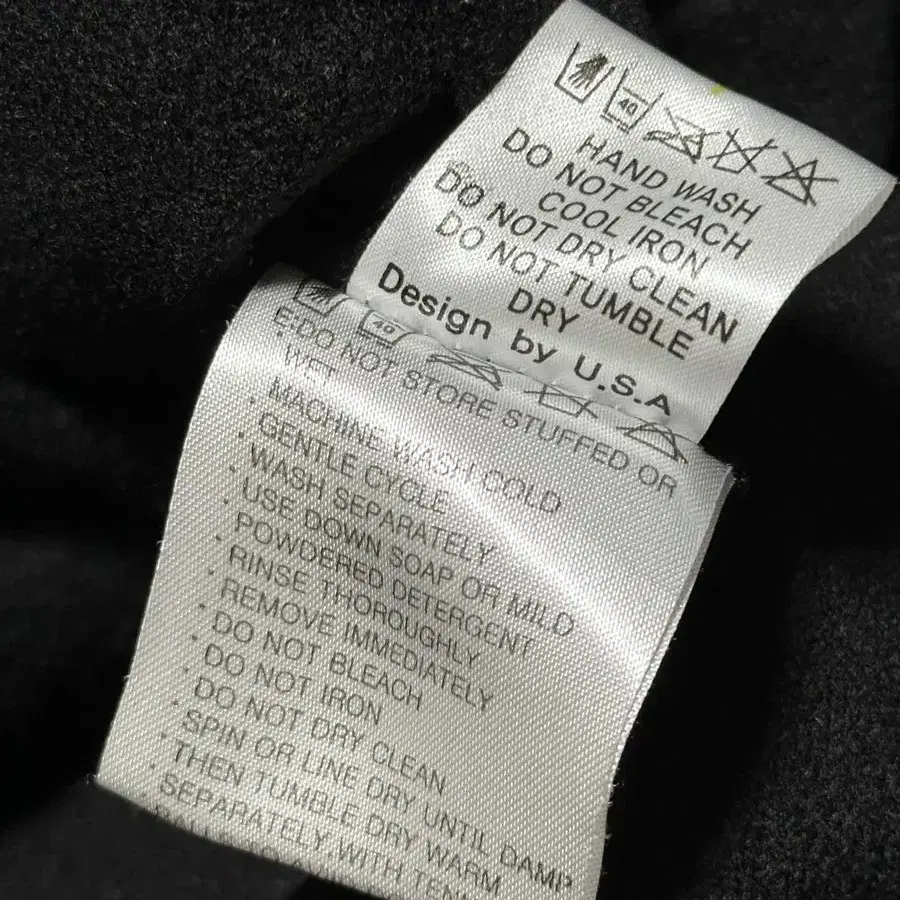 40
HAND WASH
DO NOT BLEACH
COOL IRON
DO NOT DRY CLEAN
DO NOT TUMBLE
DRY
Design by U.S.A
40
E:DO NOT STORE STUFFED OR
WET
• MACHINE WASH COLD
GENTLE CYCLE
• WASH SEPARATELY
• USE DOWN SOAP OR MILD
POWDERED DETERGENT
• RINSE THOROUGHLY
• REMOVE IMMEDIATELY
• DO NOT BLEACH
• DO NOT IRON
• DO NOT DRY CLEAN
• SPIN OR LINE DRY UNTIL DAMP
• THEN TUMBLE DRY WARM
SEPARATELY,WITH